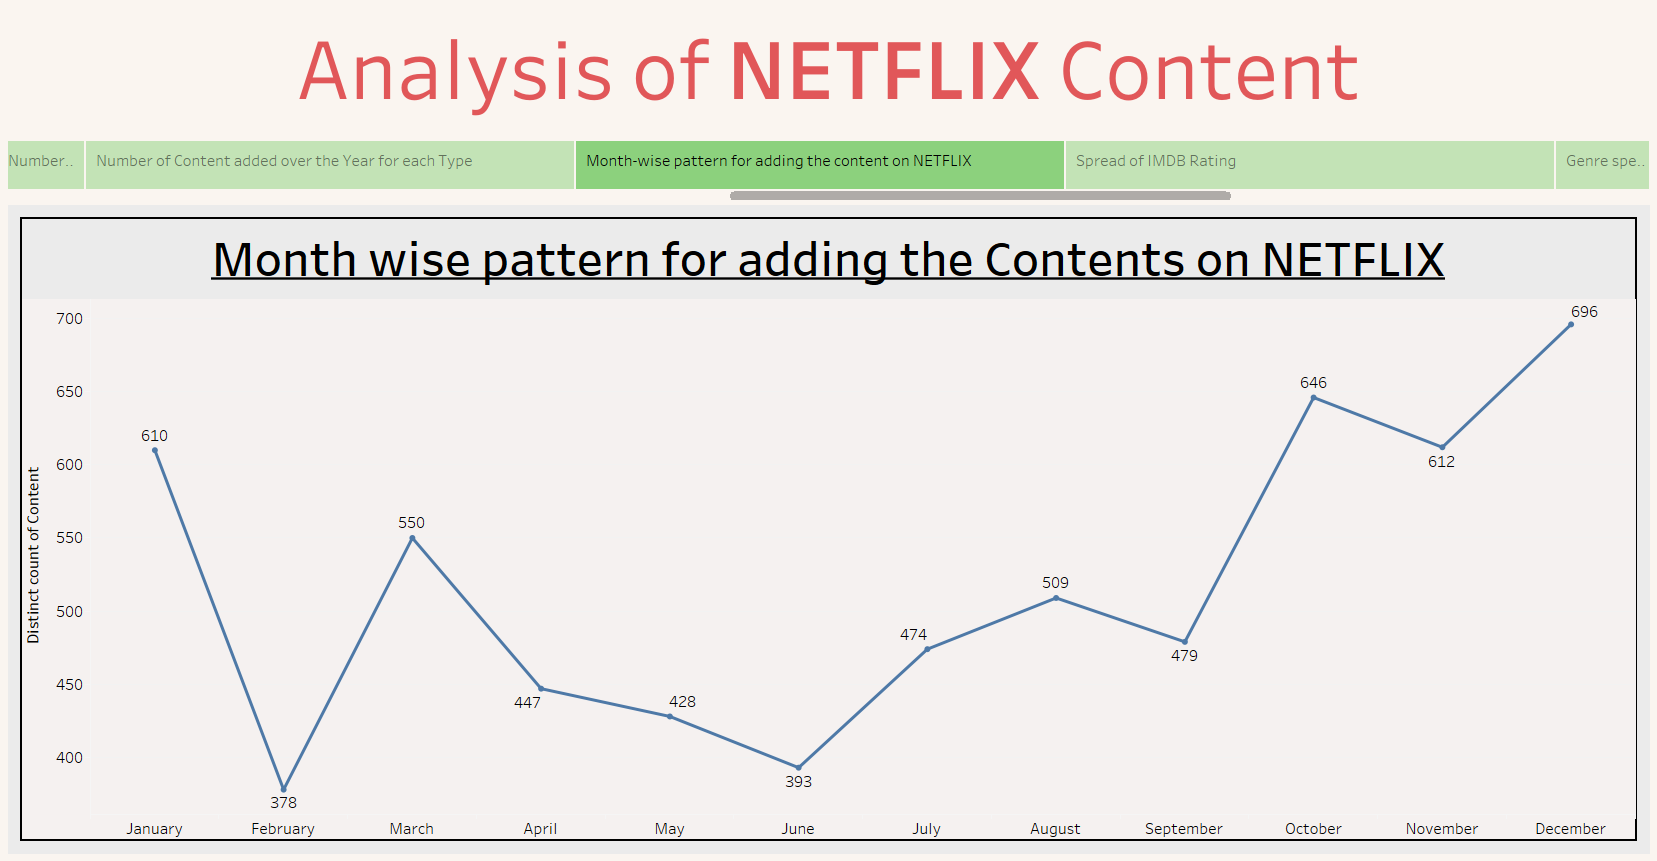 Analysis of NETFLIX Content
Number..
Number of Content added over the Year for each Type
Month-wise pattern for adding the content on NETFLIX
Spread of IMDB Rating
Genre spe..
Month wise pattern for adding the Contents on NETFLIX
Distinct count of Content
700
650
600
550
500
450
400
610
378
550
447
428
393
474
509
479
646
612
696
January
February
March
April
May
June
July
August
September
October
November
December